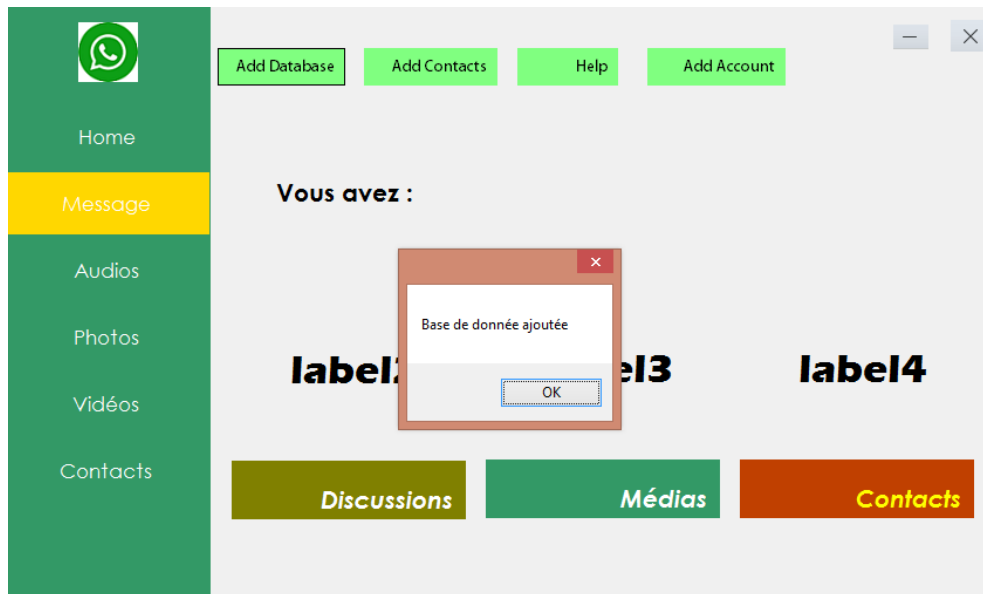 Add Database
Add Contacts
Help
Add Account
Home
Message
Audios
Photos
Vidéos
Contacts
Vous avez :
Base de donnée ajoutée
OK
label4
Discussions
Médias
Contacts